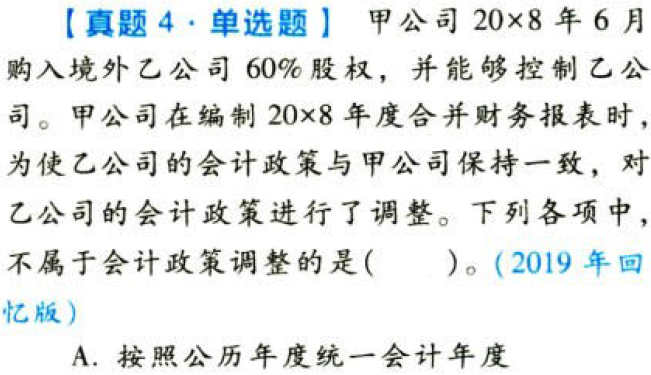 【真题 4·单选题】 甲公司 20×8 年 6 月
购入境外乙公司 60% 股权，并能够控制乙公
司。甲公司在编制 20×8 年度合并财务报表时，
为使乙公司的会计政策与甲公司保持一致，对
乙公司的会计政策进行了调整。下列各项中，
不属于会计政策调整的是(　　)。(2019 年回
忆版)
A. 按照公历年度统一会计年度